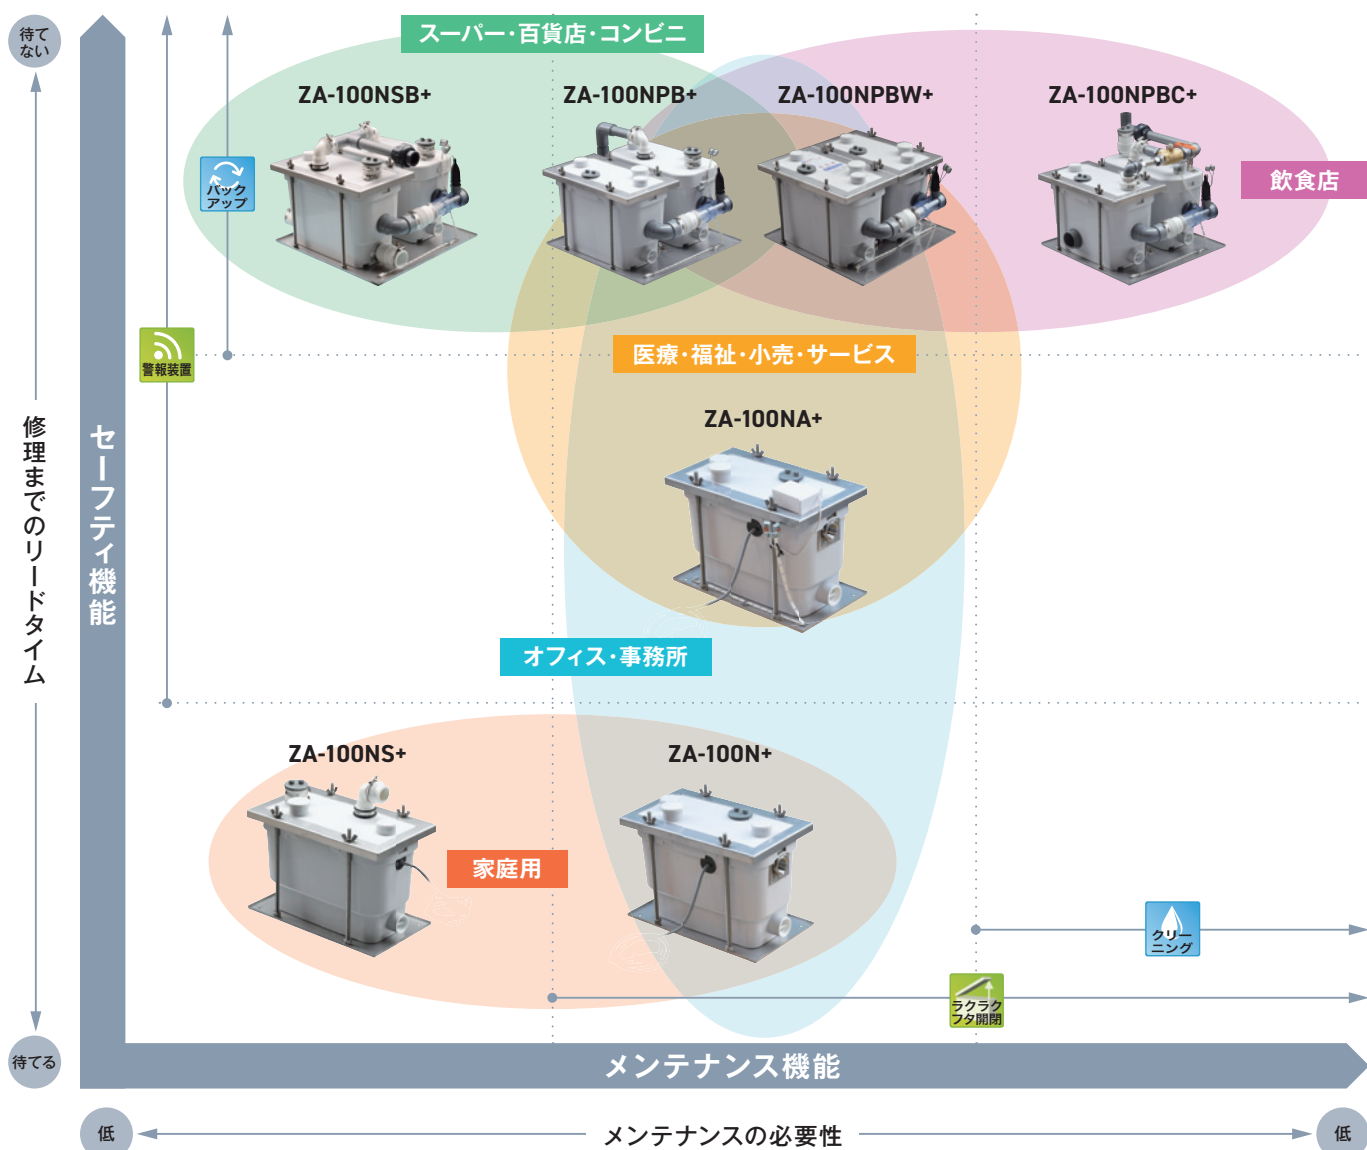 待て
ない
スーパー・百貨店・コンビニ
ZA-100NSB+
ZA-100NPB+
ZA-100NPBW+
ZA-100NPBC+
バック
アップ
飲食店
警報装置
医療・福祉・小売・サービス
修理までのリードタイム
セーフティ機能
ZA-100NA+
オフィス・事務所
ZA-100NS+
ZA-100N+
家庭用
クリー
ニング
ラクラク
フタ開閉
待てる
メンテナンス機能
低
メンテナンスの必要性
低